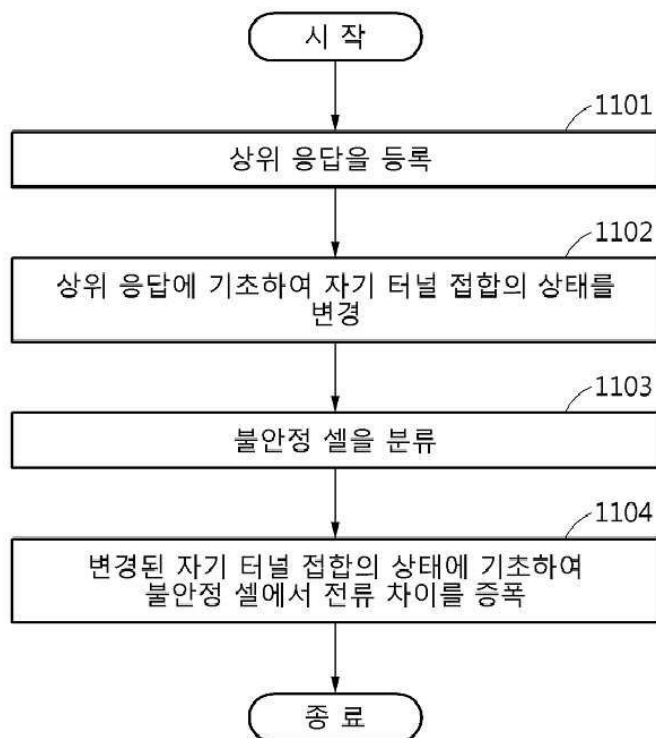 시 작
1101
상위 응답을 등록
1102
상위 응답에 기초하여 자기 터널 접합의 상태를
변경
1103
불안정 셀을 분류
1104
변경된 자기 터널 접합의 상태에 기초하여
불안정 셀에서 전류 차이를 증폭
종 료